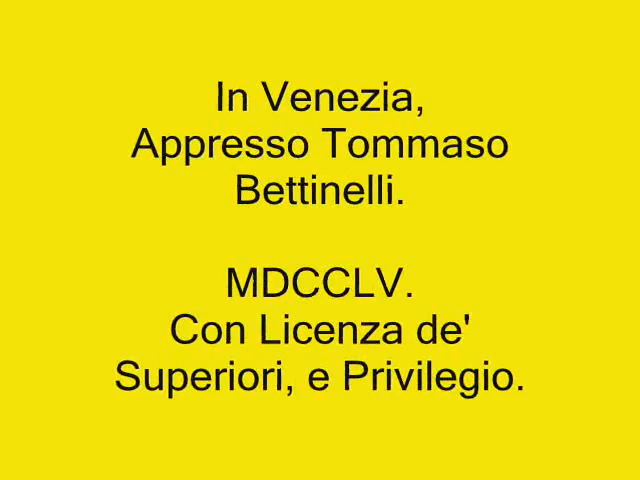 In Venezia,
Appresso Tommaso
Bettinelli.
MDCCLV.
Con Licenza de'
Superiori, e Privilegio.